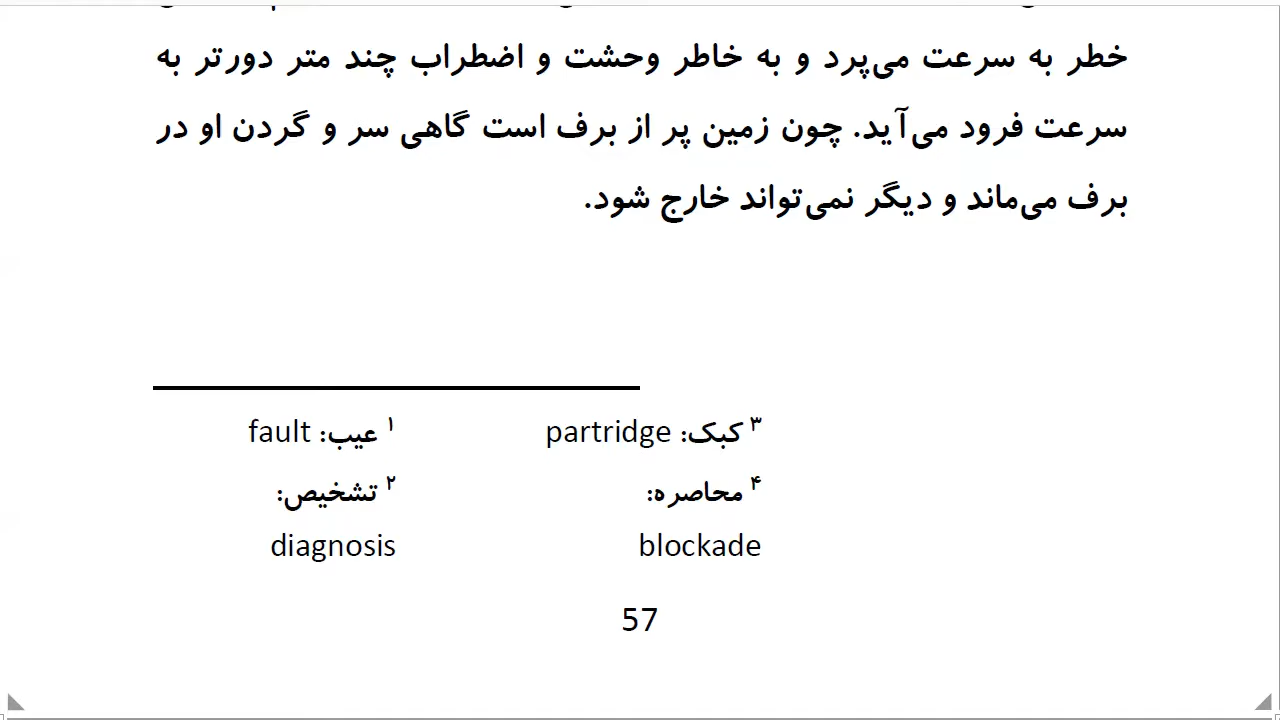 خطر به سرعت می‌پرد و به خاطر وحشت و اضطراب چند متر دورتر به
سرعت فرود می‌آید. چون زمین پر از برف است گاهی سر و گردن او در
برف می‌ماند و دیگر نمی‌تواند خارج شود.
۳ کبک: partridge
۴ محاصره:
blockade
۱ عیب: fault
۲ تشخیص:
diagnosis
57